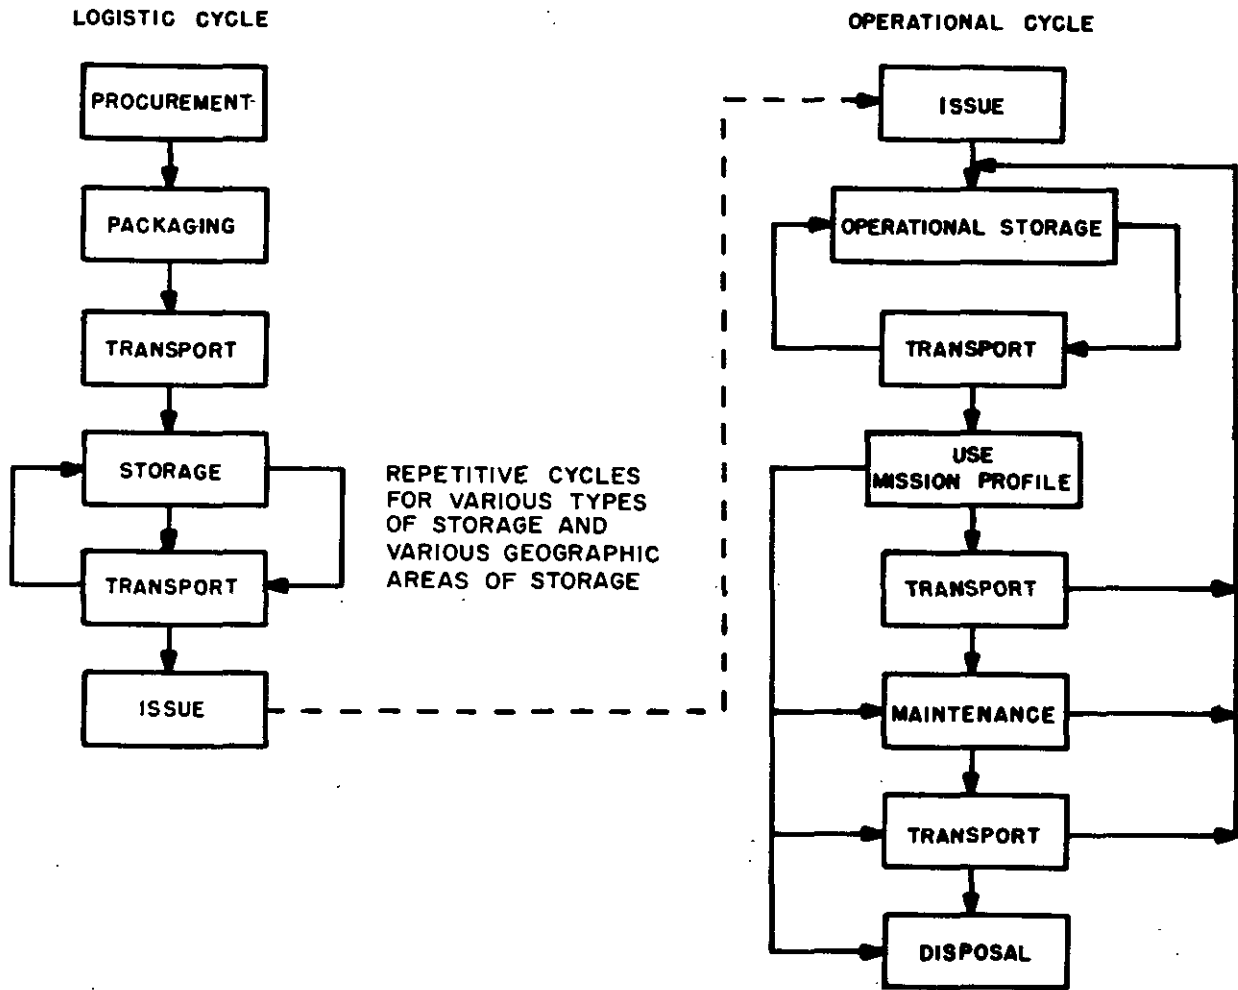 LOGISTIC CYCLE
PROCUREMENT
PACKAGING
TRANSPORT
STORAGE
TRANSPORT
ISSUE
REPETITIVE CYCLES
FOR VARIOUS TYPES
OF STORAGE AND
VARIOUS GEOGRAPHIC
AREAS OF STORAGE
OPERATIONAL CYCLE
ISSUE
OPERATIONAL STORAGE
TRANSPORT
USE
MISSION PROFILE
TRANSPORT
MAINTENANCE
TRANSPORT
DISPOSAL